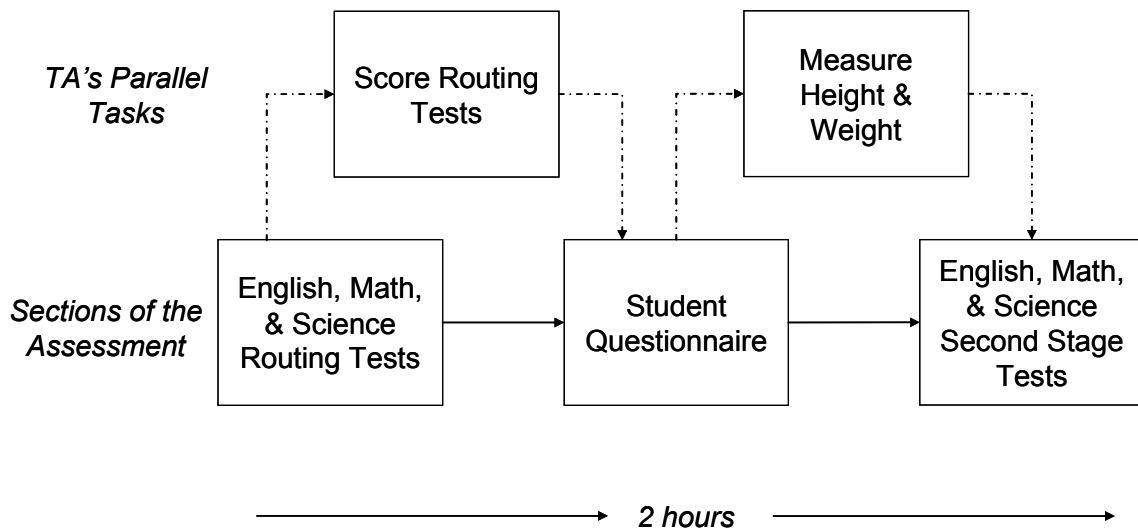 TA's Parallel
Tasks
Score Routing
Tests
Measure
Height &
Weight
Sections of the
Assessment
English, Math,
& Science
Routing Tests
Student
Questionnaire
English, Math,
& Science
Second Stage
Tests
2 hours